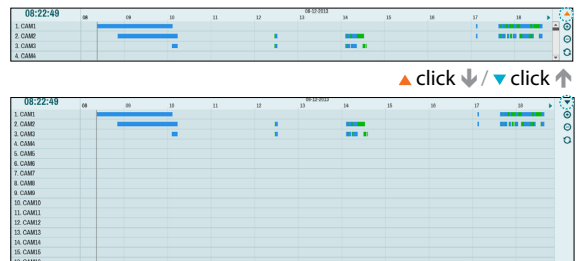 08:22:49
08-12-2013
08 09 10 11 12 13 14 15 16 17 18
1. CAM1
2. CAM2
3. CAM3
4. CAM4
click / click
08:22:49
08-12-2013
08 09 10 11 12 13 14 15 16 17 18
1. CAM1
2. CAM2
3. CAM3
4. CAM4
5. CAM5
6. CAM6
7. CAM7
8. CAM8
9. CAM9
10. CAM10
11. CAM11
12. CAM12
13. CAM13
14. CAM14
15. CAM15